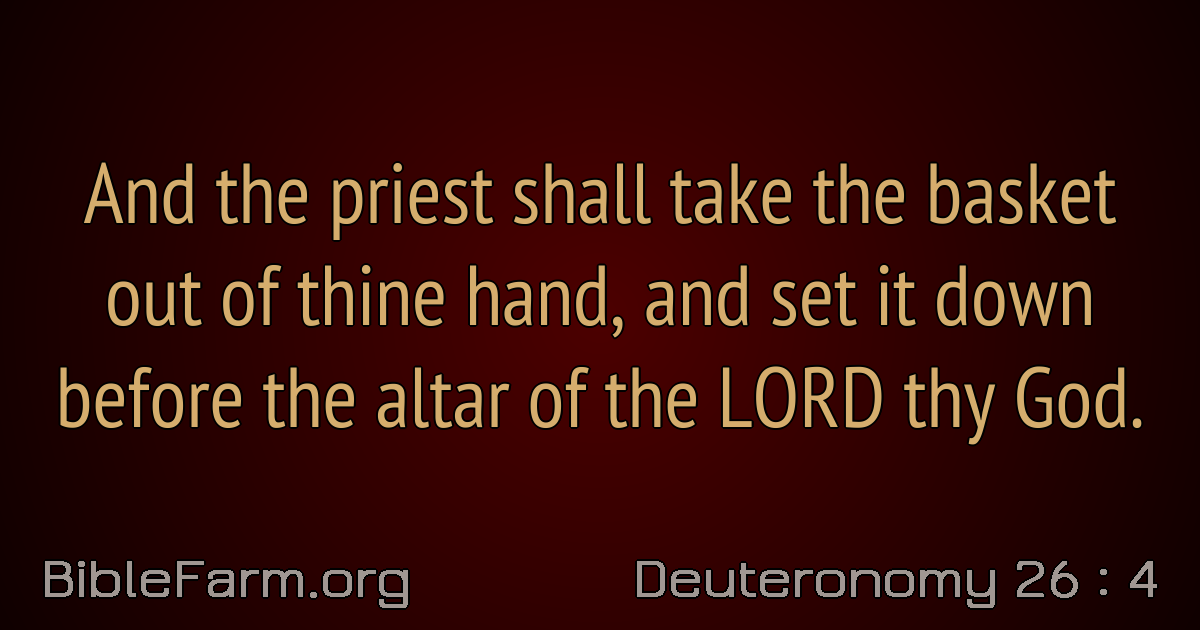 And the priest shall take the basket
out of thine hand, and set it down
before the altar of the LORD thy God.
BibleFarm.org
Deuteronomy 26 : 4